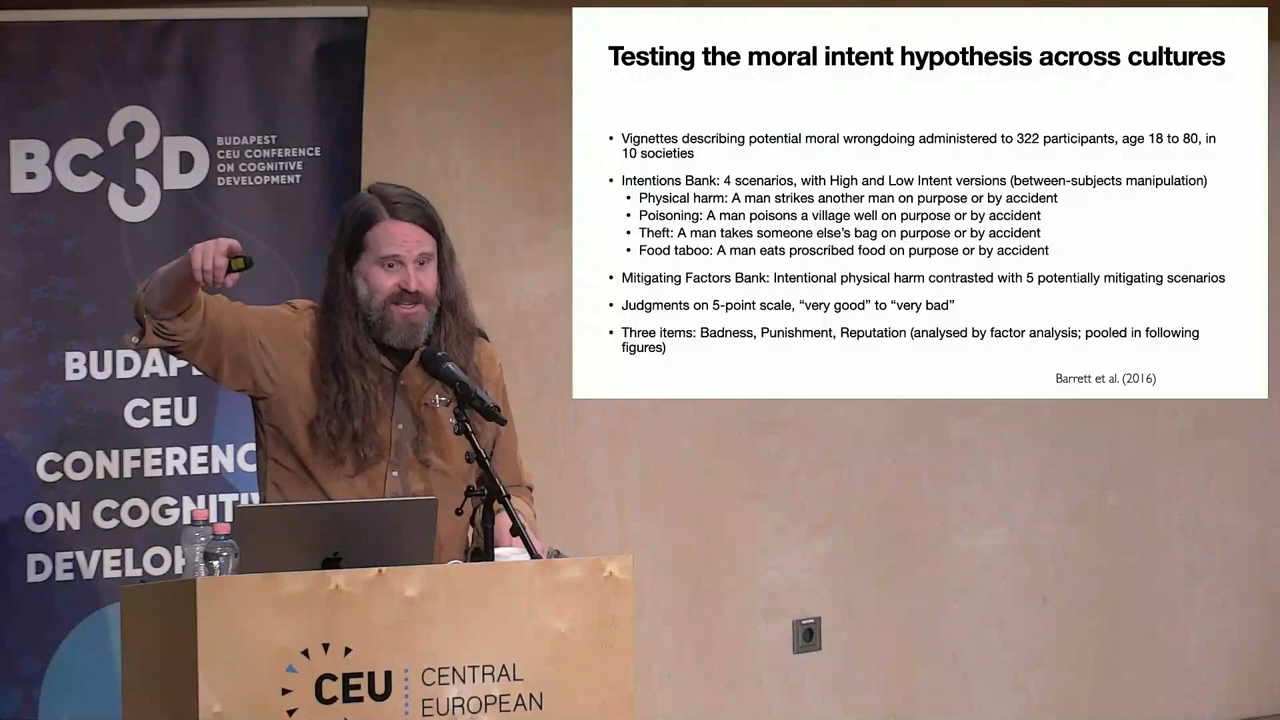 BC3D
BUDAPEST
CEU CONFERENCE
ON COGNITIVE
DEVELOPMENT
CEU
CONFERENC
ON COGNITIV
DEVELOP
CEU
CENTRAL
EUROPEAN
Testing the moral intent hypothesis across cultures
• Vignettes describing potential moral wrongdoing administered to 322 participants, age 18 to 80, in
10 societies
• Intentions Bank: 4 scenarios, with High and Low Intent versions (between-subjects manipulation)
• Physical harm: A man strikes another man on purpose or by accident
• Poisoning: A man poisons a village well on purpose or by accident
• Theft: A man takes someone else’s bag on purpose or by accident
• Food taboo: A man eats proscribed food on purpose or by accident
• Mitigating Factors Bank: Intentional physical harm contrasted with 5 potentially mitigating scenarios
• Judgments on 5-point scale, “very good” to “very bad”
• Three items: Badness, Punishment, Reputation (analysed by factor analysis; pooled in following
figures)
Barrett et al. (2016)